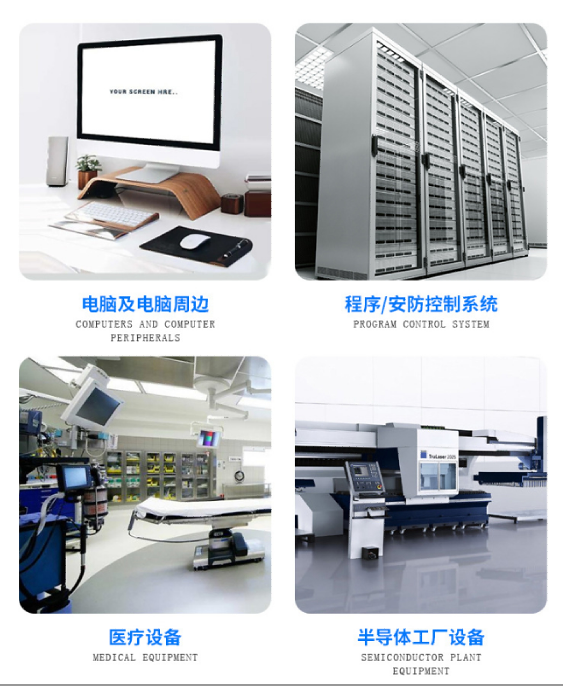 YOUR SCREEN HRE..
电脑及电脑周边
COMPUTERS AND COMPUTER
PERIPHERALS
程序/安防控制系统
PROGRAM CONTROL SYSTEM
TruLaser
医疗设备
MEDICAL EQUIPMENT
半导体工厂设备
SEMICONDUCTOR PLANT
EQUIPMENT